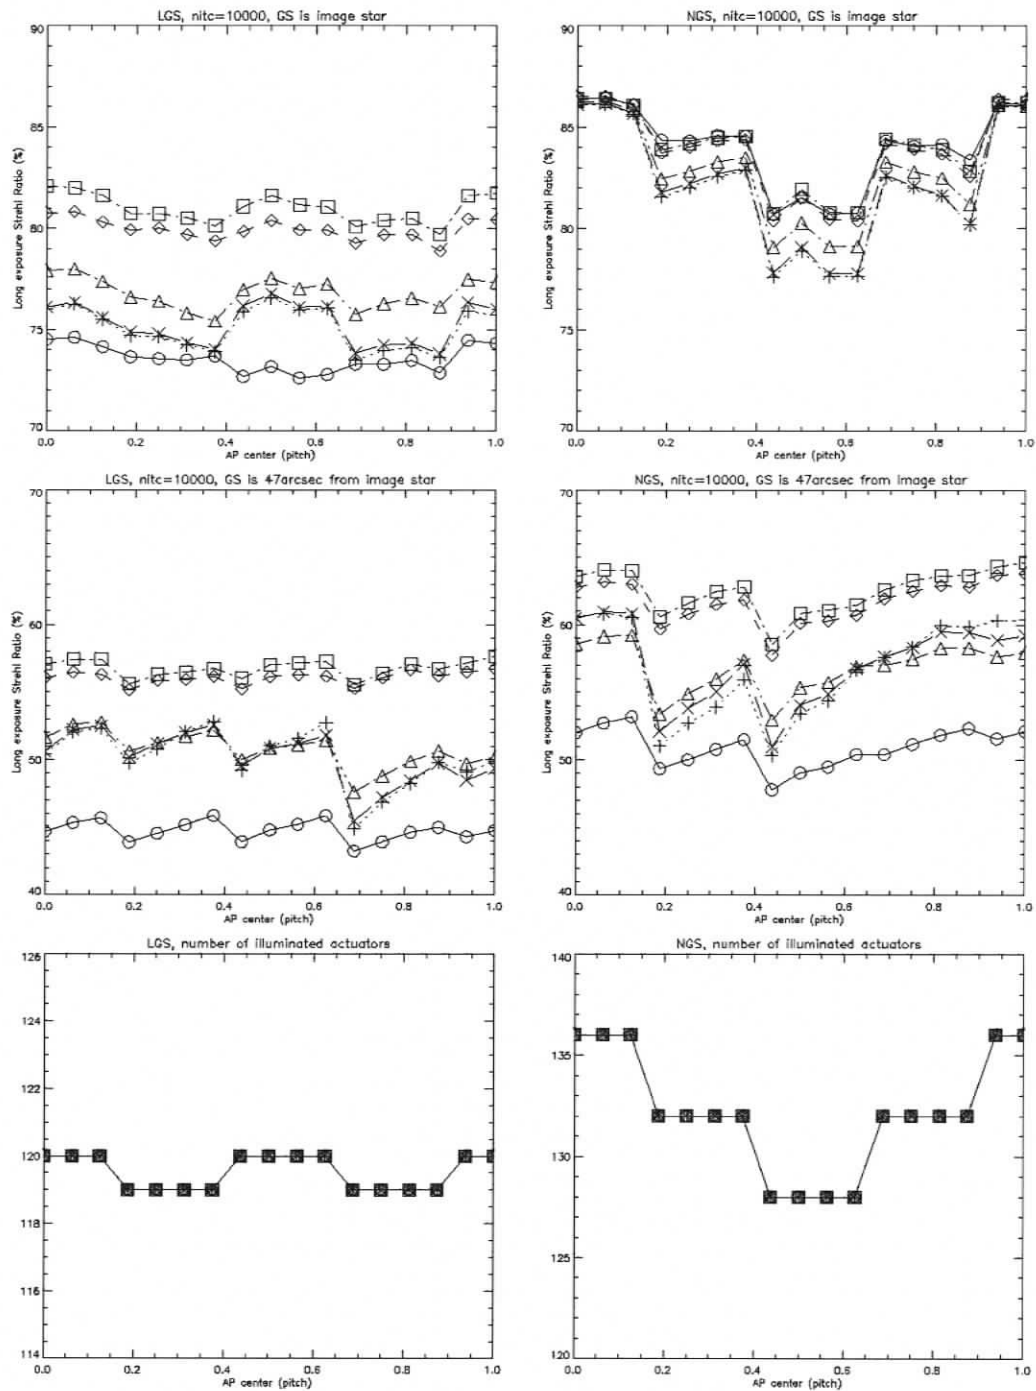 LGS, nitc=10000, GS is image star
90
85
80
75
70
Long exposure Strehl Ratio (%)
0.0 0.2 0.4 0.6 0.8 1.0
AP center (pitch)
NGS, nitc=10000, GS is image star
90
85
80
75
70
Long exposure Strehl Ratio (%)
0.0 0.2 0.4 0.6 0.8 1.0
AP center (pitch)
LGS, nitc=10000, GS is 47arcsec from image star
70
60
50
40
Long exposure Strehl Ratio (%)
0.0 0.2 0.4 0.6 0.8 1.0
AP center (pitch)
NGS, nitc=10000, GS is 47arcsec from image star
70
60
50
40
Long exposure Strehl Ratio (%)
0.0 0.2 0.4 0.6 0.8 1.0
AP center (pitch)
LGS, number of illuminated actuators
126
124
122
120
118
116
114
0.0 0.2 0.4 0.6 0.8 1.0
AP center (pitch)
NGS, number of illuminated actuators
140
135
130
125
120
0.0 0.2 0.4 0.6 0.8 1.0
AP center (pitch)